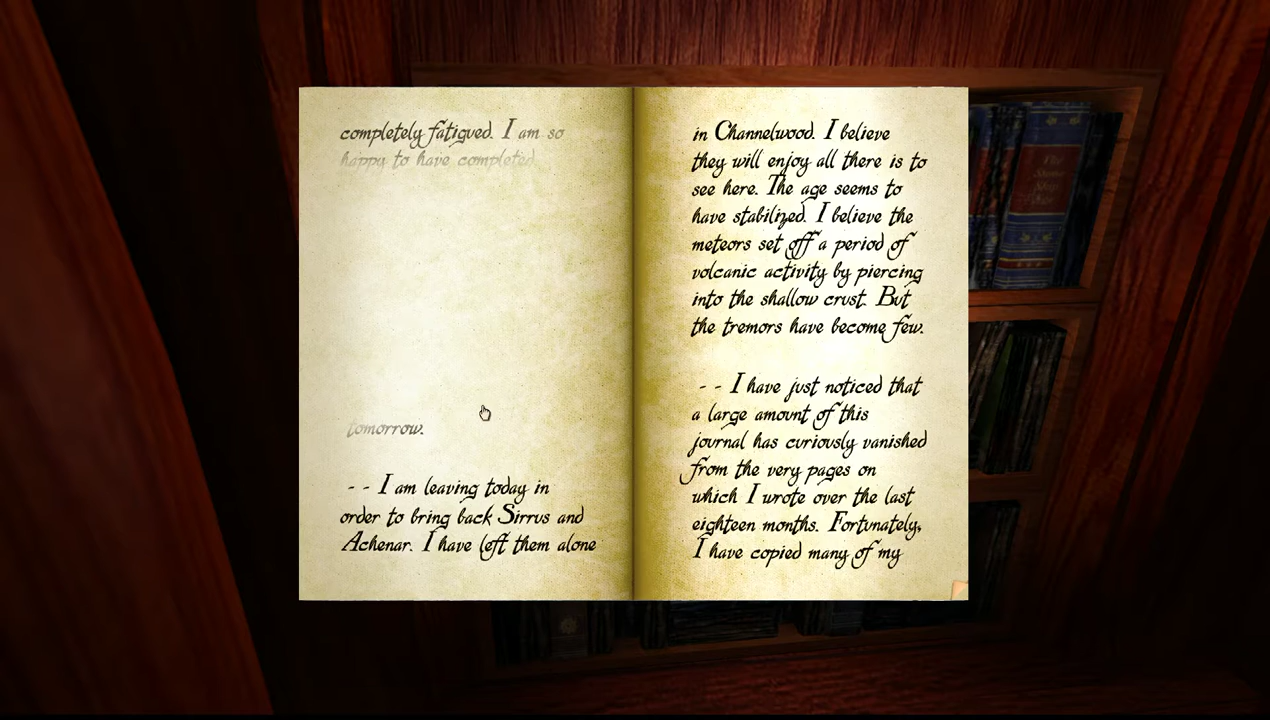 completely fatigued. I am so
happy to have completed
tomorrow.
- - I am leaving today in
order to bring back Sirrus and
Achenar. I have left them alone
in Channelwood. I believe
they will enjoy all there is to
see here. The age seems to
have stabilized. I believe the
meteors set off a period of
volcanic activity by piercing
into the shallow crust. But
the tremors have become few.
- - I have just noticed that
a large amount of this
journal has curiously vanished
from the very pages on
which I wrote over the last
eighteen months. Fortunately,
I have copied many of my
The